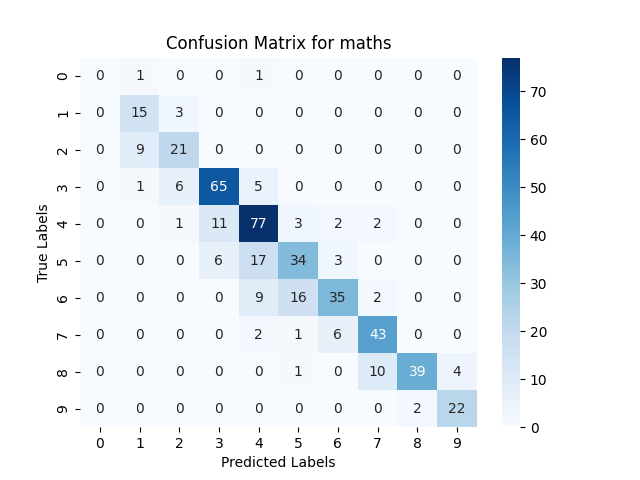 Confusion Matrix for maths
True Labels
0 0 1 0 0 1 0 0 0 0 0
1 0 15 3 0 0 0 0 0 0 0
2 0 9 21 0 0 0 0 0 0 0
3 0 1 6 65 5 0 0 0 0 0
4 0 0 1 11 77 3 2 2 0 0
5 0 0 0 6 17 34 3 0 0 0
6 0 0 0 0 9 16 35 2 0 0
7 0 0 0 0 2 1 6 43 0 0
8 0 0 0 0 0 1 0 10 39 4
9 0 0 0 0 0 0 0 0 2 22
0 1 2 3 4 5 6 7 8 9
Predicted Labels
70
60
50
40
30
20
10
0